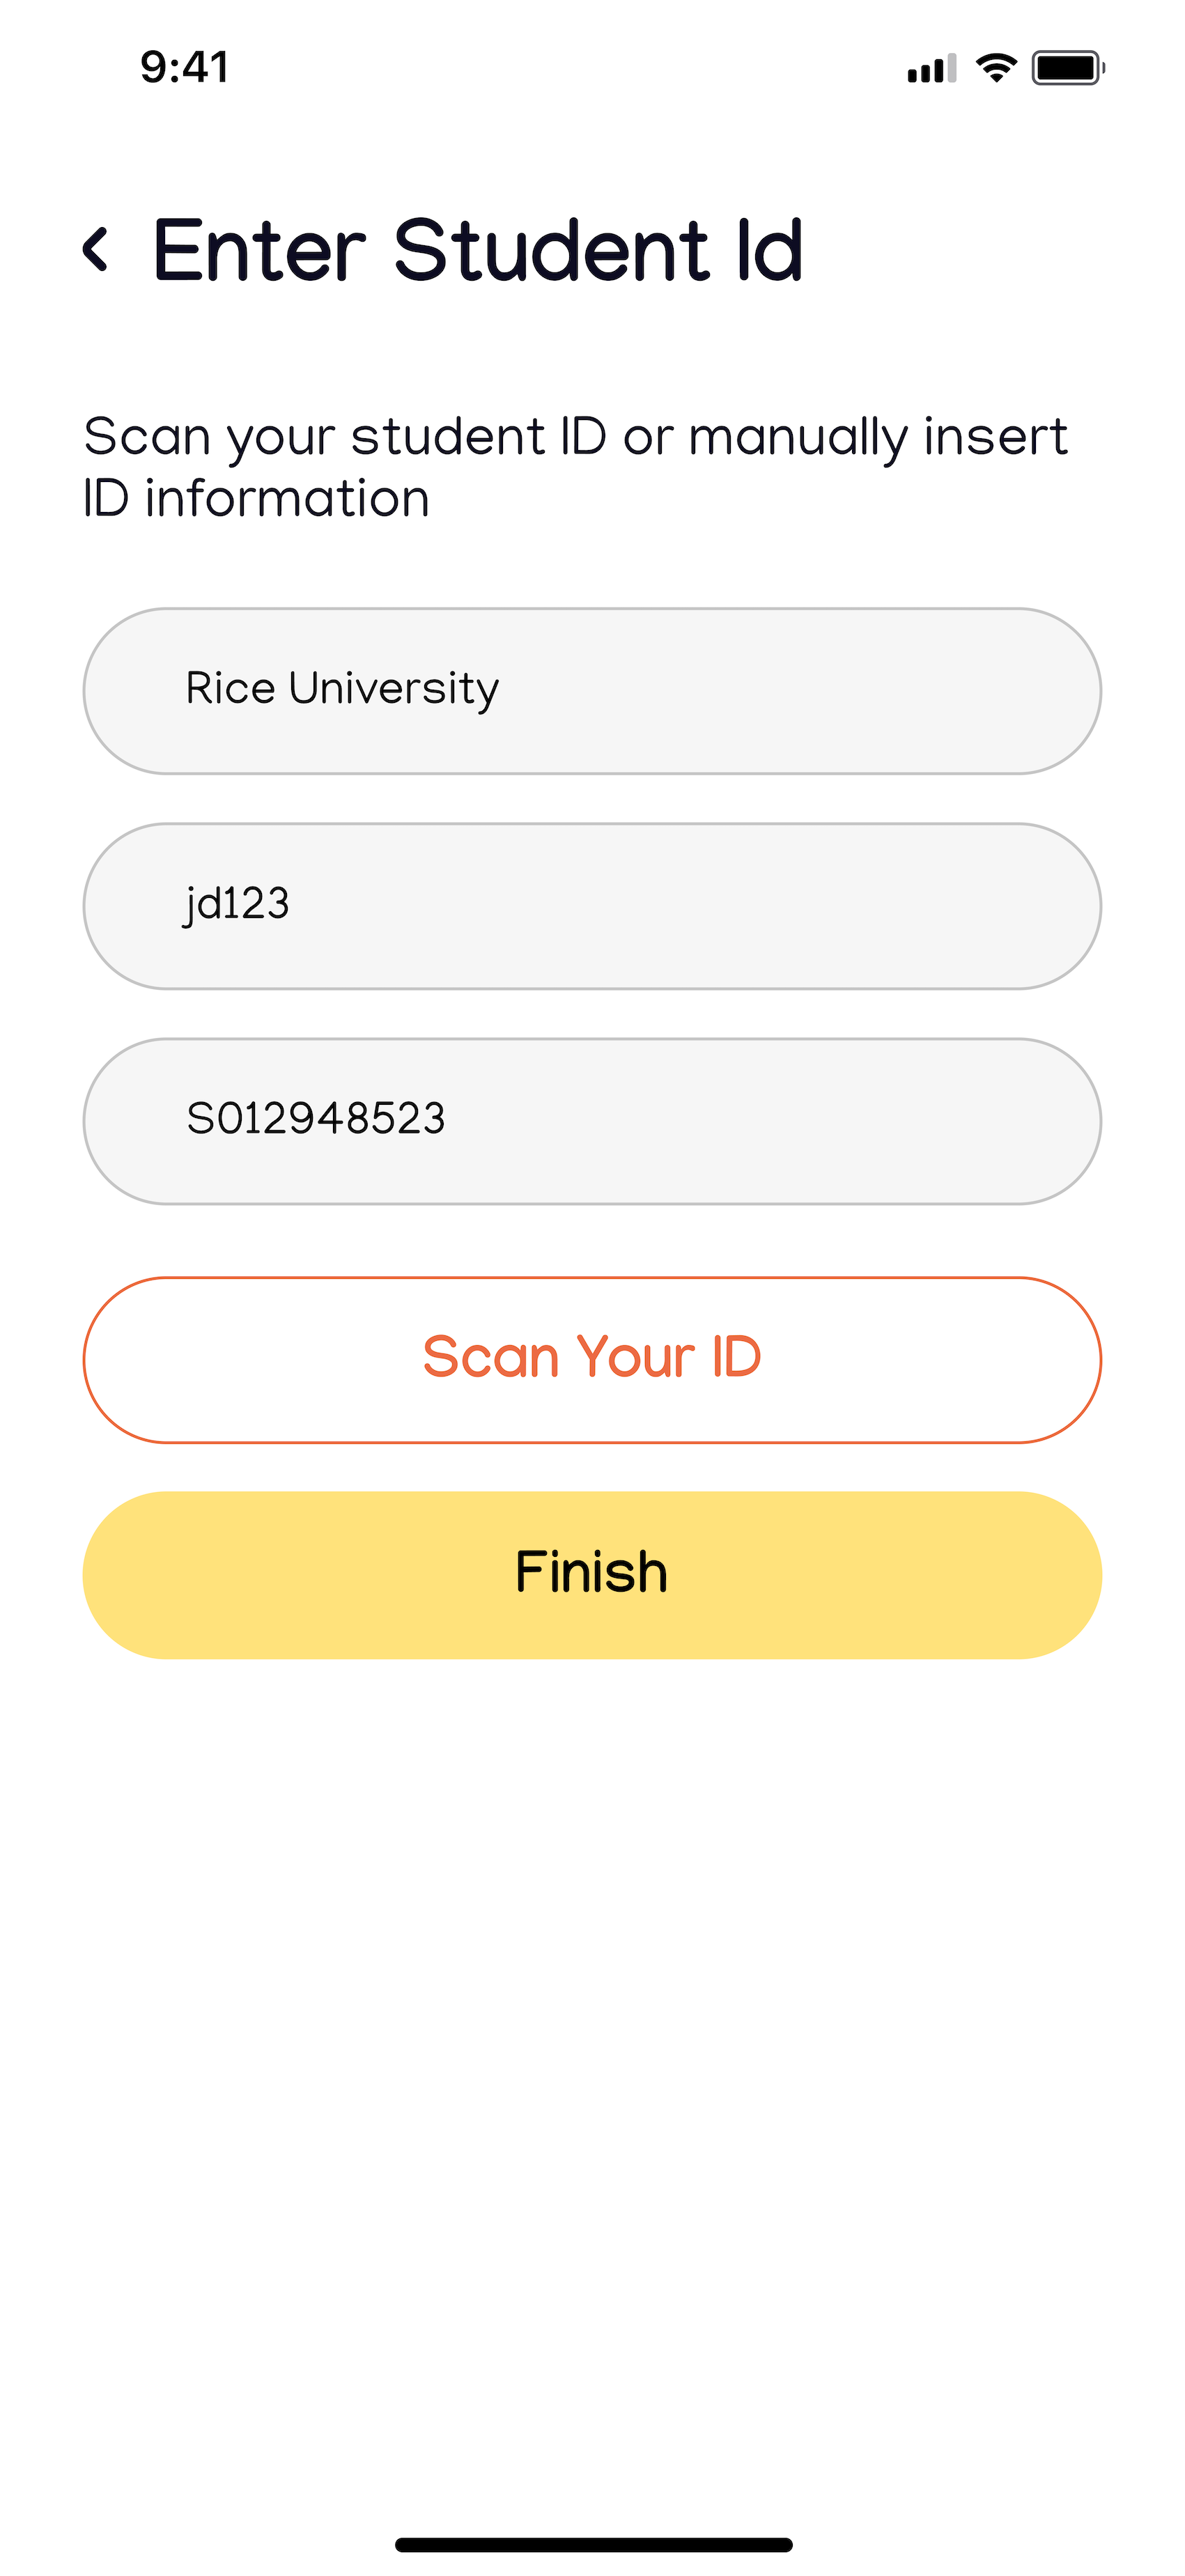 9:41
Enter Student Id
Scan your student ID or manually insert
ID information
Rice University
jd123
S012948523
Scan Your ID
Finish